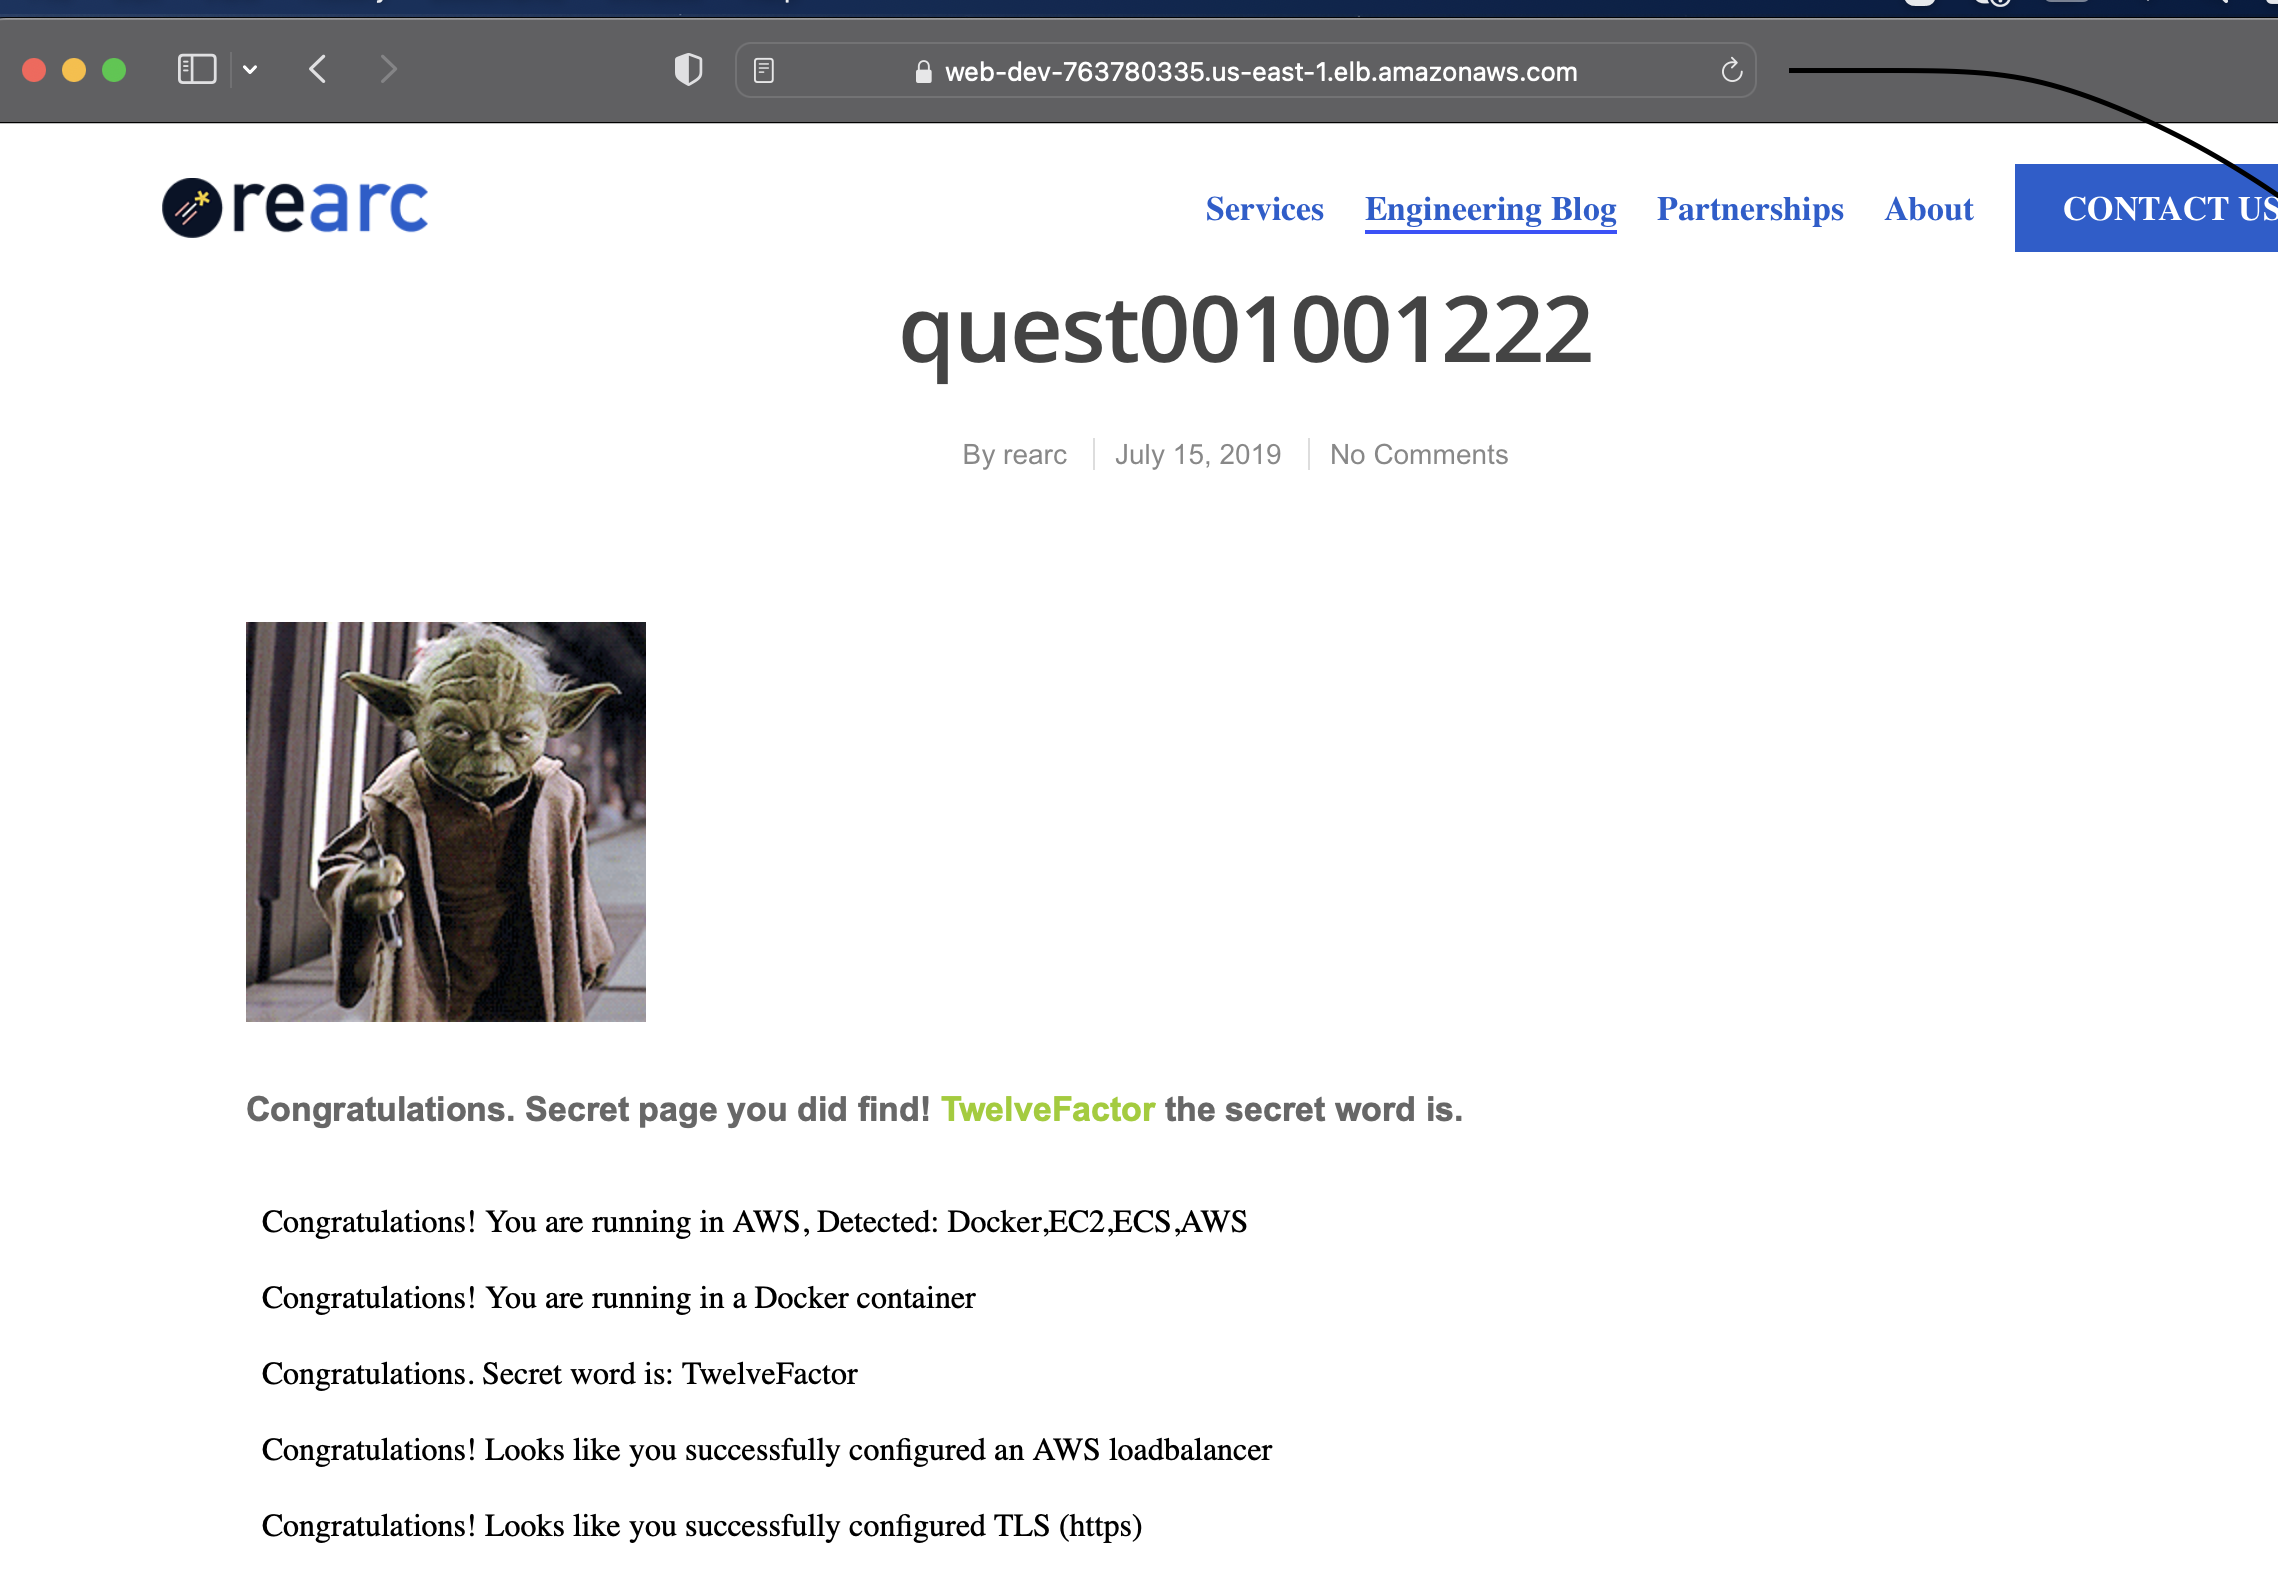 web-dev-763780335.us-east-1.elb.amazonaws.com
rearc
Services Engineering Blog Partnerships About CONTACT US
quest001001222
By rearc July 15, 2019 No Comments
Congratulations. Secret page you did find! TwelveFactor the secret word is.
Congratulations! You are running in AWS, Detected: Docker,EC2,ECS,AWS
Congratulations! You are running in a Docker container
Congratulations. Secret word is: TwelveFactor
Congratulations! Looks like you successfully configured an AWS loadbalancer
Congratulations! Looks like you successfully configured TLS (https)